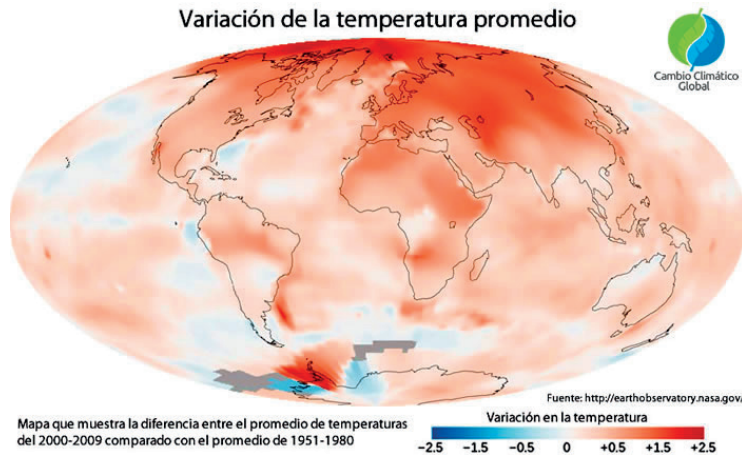 Variación de la temperatura promedio
Cambio Climático
Global
Fuente: http://earthobservatory.nasa.gov/
Mapa que muestra la diferencia entre el promedio de temperaturas
del 2000-2009 comparado con el promedio de 1951-1980
Variación en la temperatura
-2.5 -1.5 -0.5 0 +0.5 +1.5 +2.5